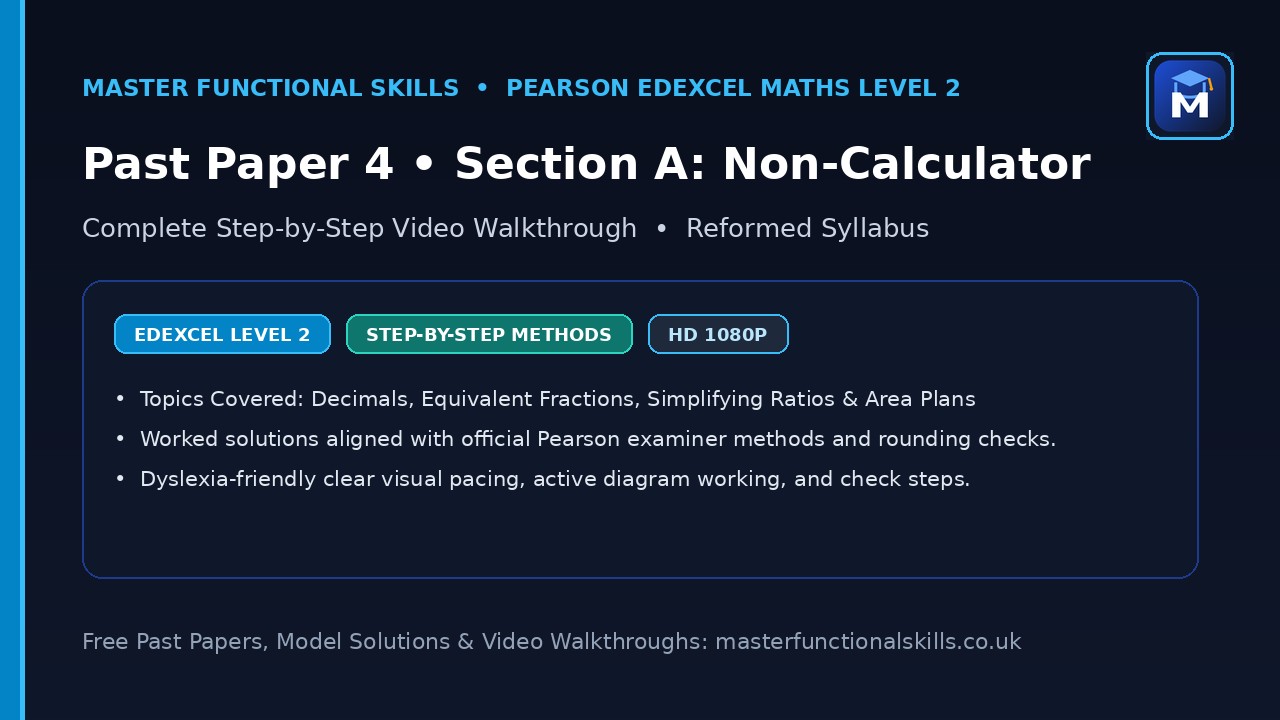 MASTER FUNCTIONAL SKILLS • PEARSON EDEXCEL MATHS LEVEL 2
M
Past Paper 4 • Section A: Non-Calculator
Complete Step-by-Step Video Walkthrough • Reformed Syllabus
EDEXCEL LEVEL 2 STEP-BY-STEP METHODS HD 1080P
• Topics Covered: Decimals, Equivalent Fractions, Simplifying Ratios & Area Plans
• Worked solutions aligned with official Pearson examiner methods and rounding checks.
• Dyslexia-friendly clear visual pacing, active diagram working, and check steps.
Free Past Papers, Model Solutions & Video Walkthroughs: masterfunctionalskills.co.uk